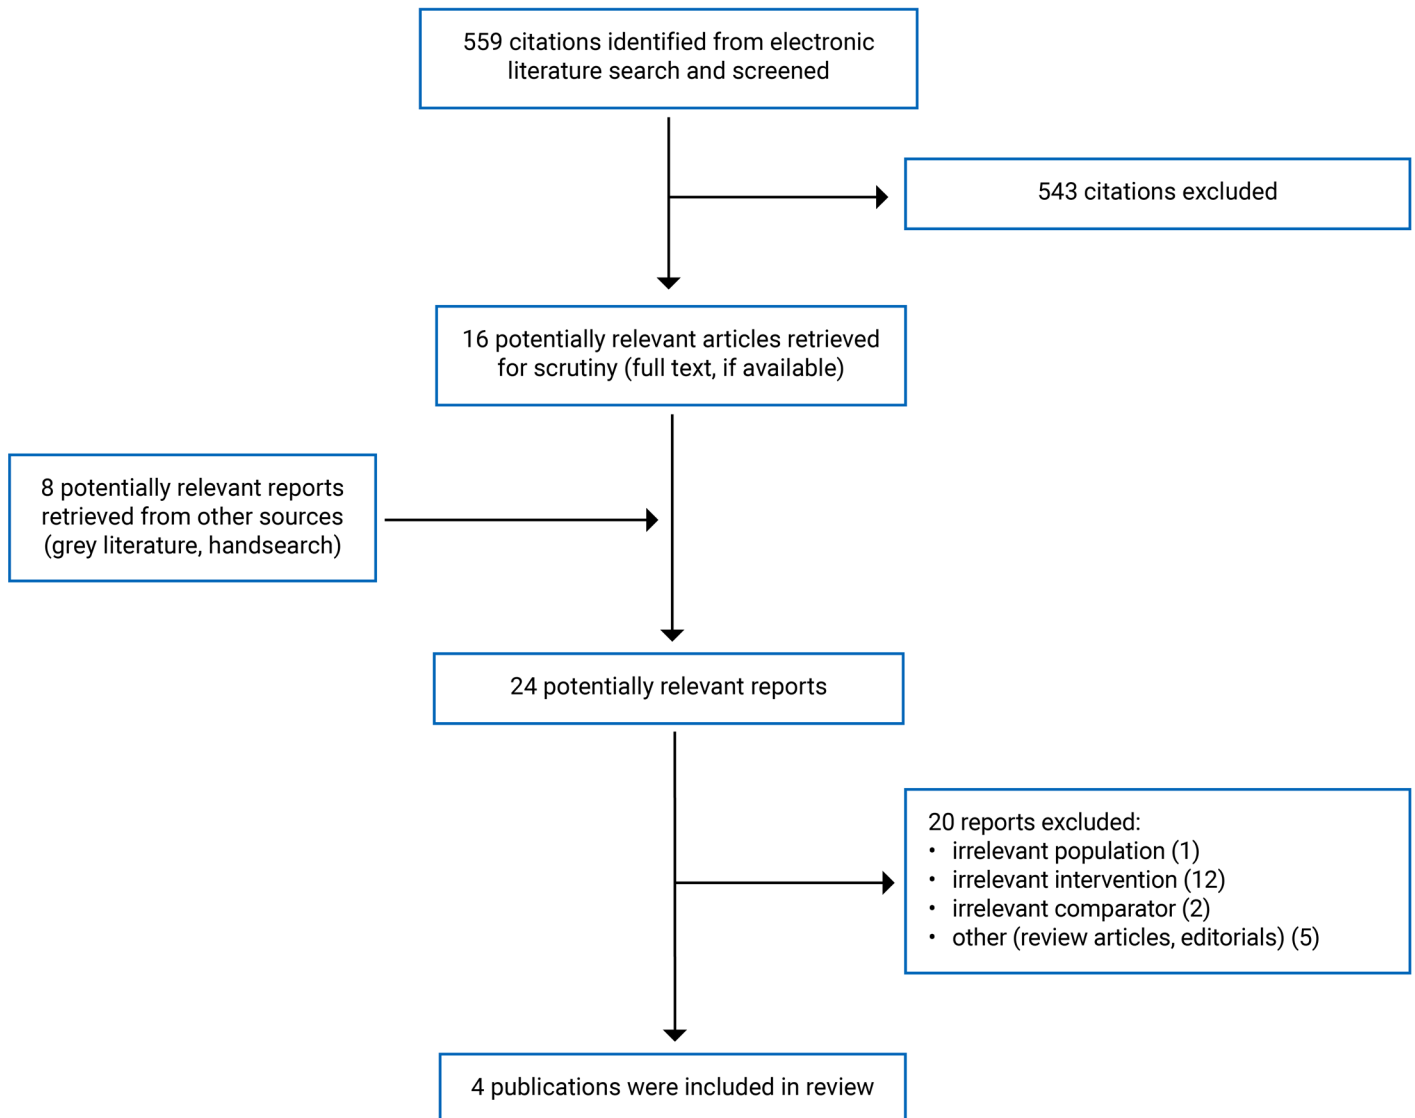 559 citations identified from electronic
literature search and screened
543 citations excluded
16 potentially relevant articles retrieved
for scrutiny (full text, if available)
8 potentially relevant reports
retrieved from other sources
(grey literature, handsearch)
24 potentially relevant reports
20 reports excluded:
• irrelevant population (1)
• irrelevant intervention (12)
• irrelevant comparator (2)
• other (review articles, editorials) (5)
4 publications were included in review